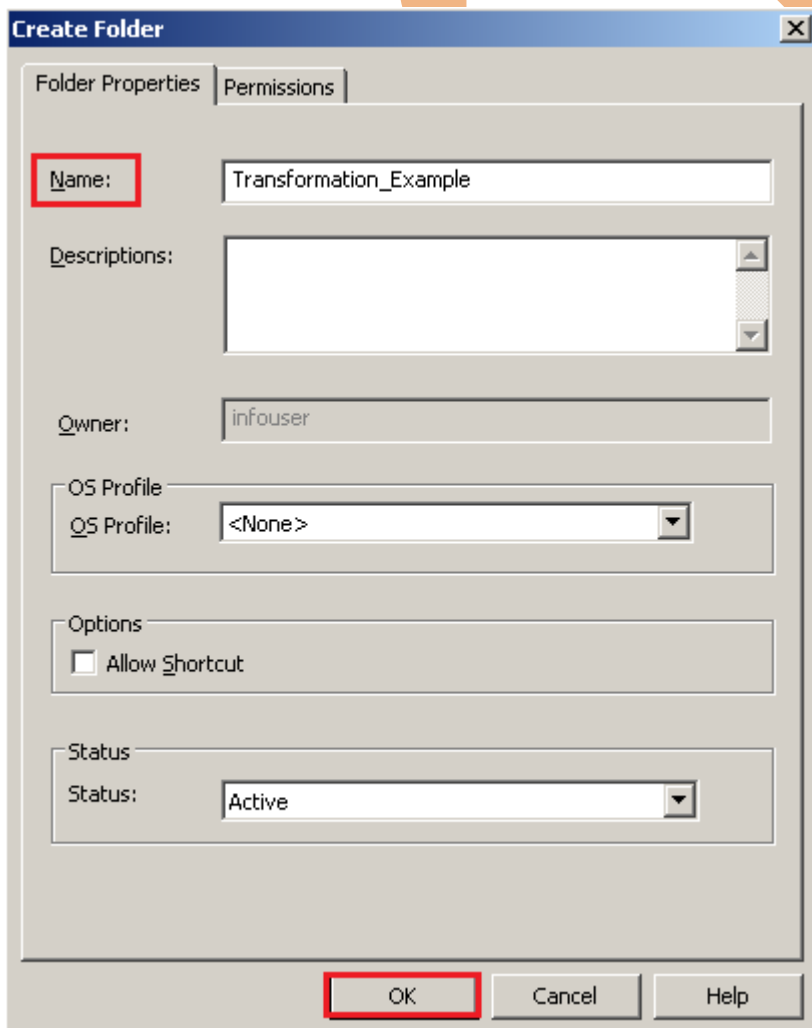 Create Folder
Folder Properties Permissions
Name: Transformation_Example
Descriptions:
Owner: infouser
OS Profile
OS Profile: <None>
Options
Allow Shortcut
Status
Status: Active
OK Cancel Help